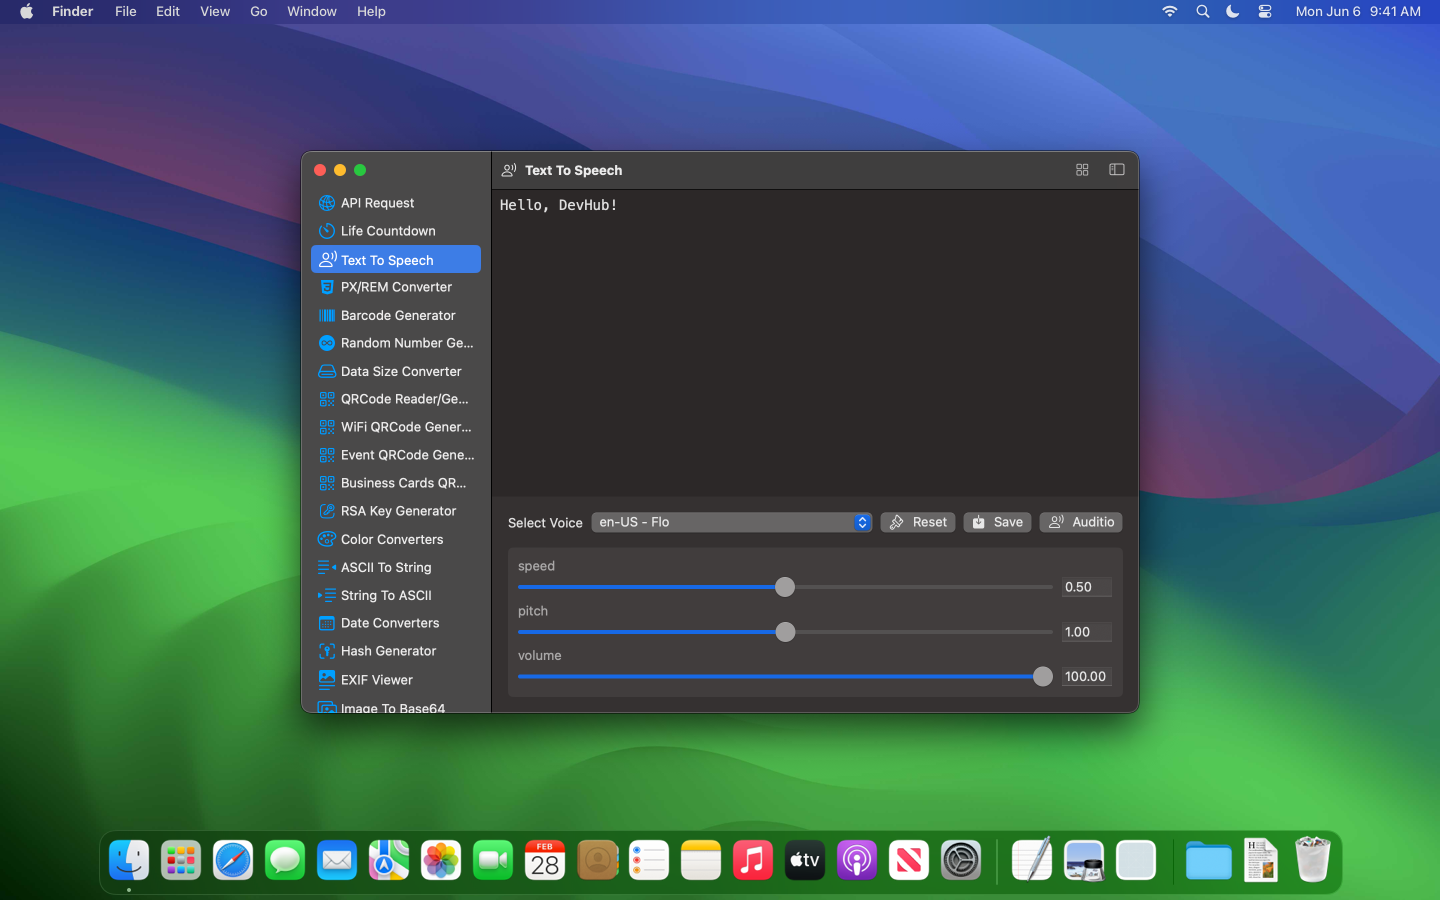 Finder File Edit View Go Window Help Mon Jun 6 9:41 AM
Text To Speech
API Request
Life Countdown
Text To Speech
PX/REM Converter
Barcode Generator
Random Number Ge...
Data Size Converter
QRCode Reader/Ge...
WiFi QRCode Gener...
Event QRCode Gene...
Business Cards QR...
RSA Key Generator
Color Converters
ASCII To String
String To ASCII
Date Converters
Hash Generator
EXIF Viewer
Image To Base64
Hello, DevHub!
Select Voice en-US - Flo Reset Save Auditio
speed
0.50
pitch
1.00
volume
100.00
FEB
28
tv